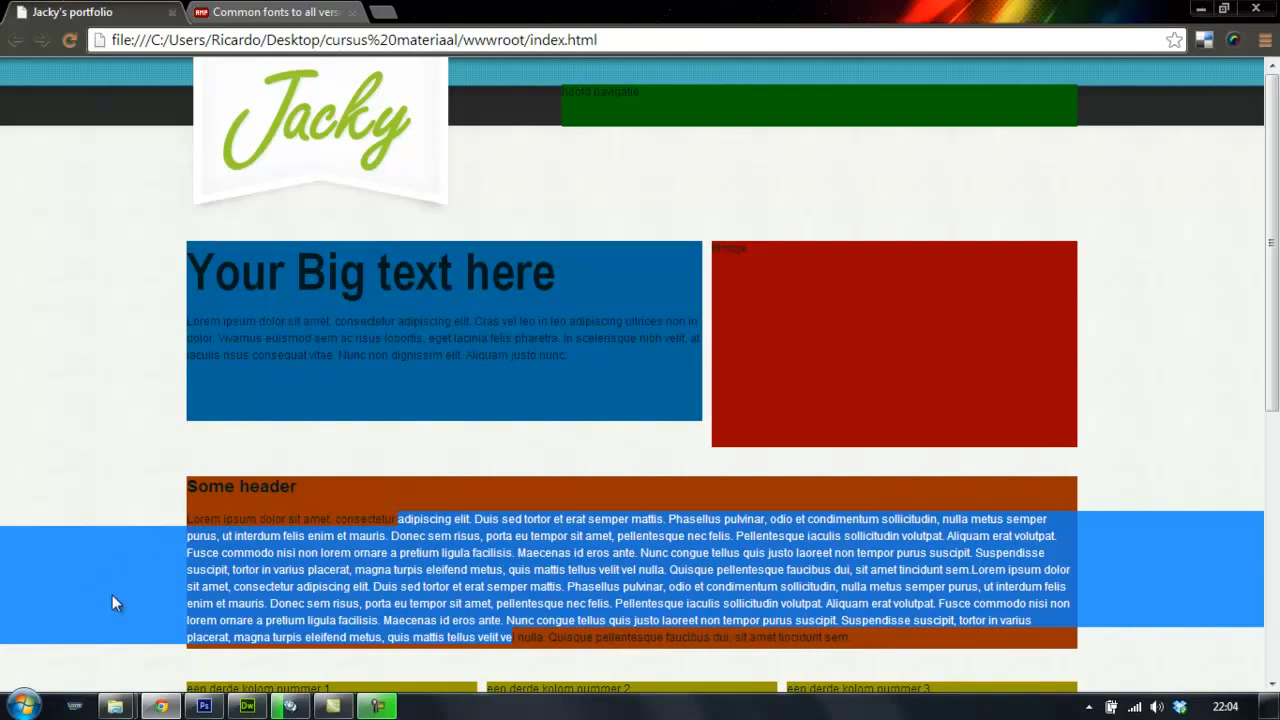 Jacky's portfolio
Common fonts to all vers
file:///C:/Users/Ricardo/Desktop/cursus%20materiaal/wwwroot/index.html
Jacky
hoofd navigatie
Your Big text here
Lorem ipsum dolor sit amet, consectetur adipiscing elit. Cras vel leo in leo adipiscing ultrices non in
dolor. Vivamus euismod sem ac risus lobortis, eget lacinia felis pharetra. In scelerisque nibh velit, at
iaculis risus consequat vitae. Nunc non dignissim elit. Aliquam justo nunc.
Some header
Lorem ipsum dolor sit amet, consectetur adipiscing elit. Duis sed tortor et erat semper mattis. Phasellus pulvinar, odio et condimentum sollicitudin, nulla metus semper
purus, ut interdum felis enim et mauris. Donec sem risus, porta eu tempor sit amet, pellentesque nec felis. Pellentesque iaculis sollicitudin volutpat. Aliquam erat volutpat.
Fusce commodo nisi non lorem ornare a pretium ligula facilisis. Maecenas id eros ante. Nunc congue tellus quis justo laoreet non tempor purus suscipit. Suspendisse
suscipit, tortor in varius placerat, magna turpis eleifend metus, quis mattis tellus velit vel nulla. Quisque pellentesque faucibus dui, sit amet tincidunt sem.Lorem ipsum dolor
sit amet, consectetur adipiscing elit. Duis sed tortor et erat semper mattis. Phasellus pulvinar, odio et condimentum sollicitudin, nulla metus semper purus, ut interdum felis
enim et mauris. Donec sem risus, porta eu tempor sit amet, pellentesque nec felis. Pellentesque iaculis sollicitudin volutpat. Aliquam erat volutpat. Fusce commodo nisi non
lorem ornare a pretium ligula facilisis. Maecenas id eros ante. Nunc congue tellus quis justo laoreet non tempor purus suscipit. Suspendisse suscipit, tortor in varius
placerat, magna turpis eleifend metus, quis mattis tellus velit vel nulla. Quisque pellentesque faucibus dui, sit amet tincidunt sem.
een derde kolom nummer 1
een derde kolom nummer 2
een derde kolom nummer 3
Ps
Dw
22:04